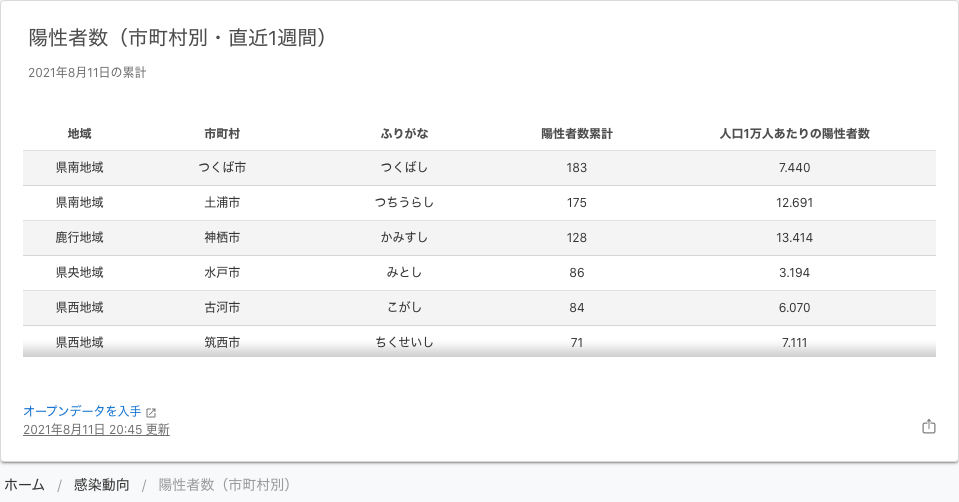 陽性者数（市町村別・直近1週間）
2021年8月11日の累計
地域 市町村 ふりがな 陽性者数累計 人口1万人あたりの陽性者数
県南地域 つくば市 つくばし 183 7.440
県南地域 土浦市 つちうらし 175 12.691
鹿行地域 神栖市 かみすし 128 13.414
県央地域 水戸市 みとし 86 3.194
県西地域 古河市 こがし 84 6.070
県西地域 筑西市 ちくせいし 71 7.111
オープンデータを入手
2021年8月11日 20:45 更新
ホーム / 感染動向 / 陽性者数（市町村別）